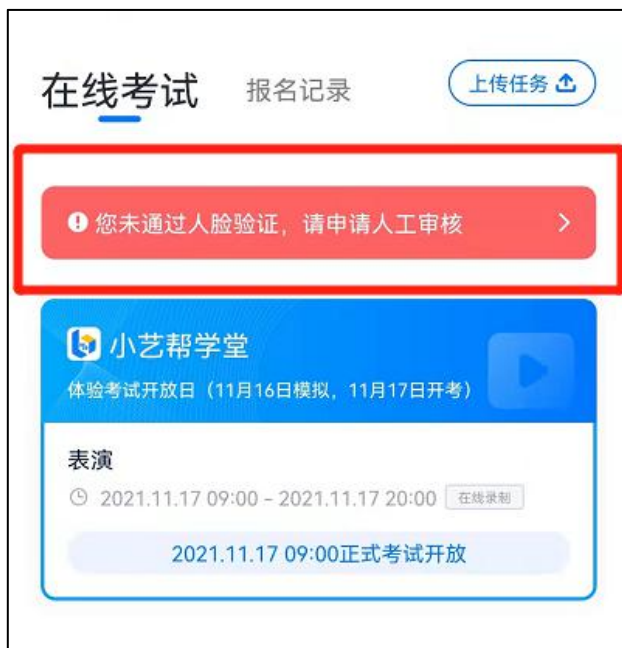 在线考试 报名记录 上传任务
您未通过人脸验证，请申请人工审核
小艺帮学堂
体验考试开放日（11月16日模拟，11月17日开考）
表演
2021.11.17 09:00 - 2021.11.17 20:00 在线录制
2021.11.17 09:00正式考试开放